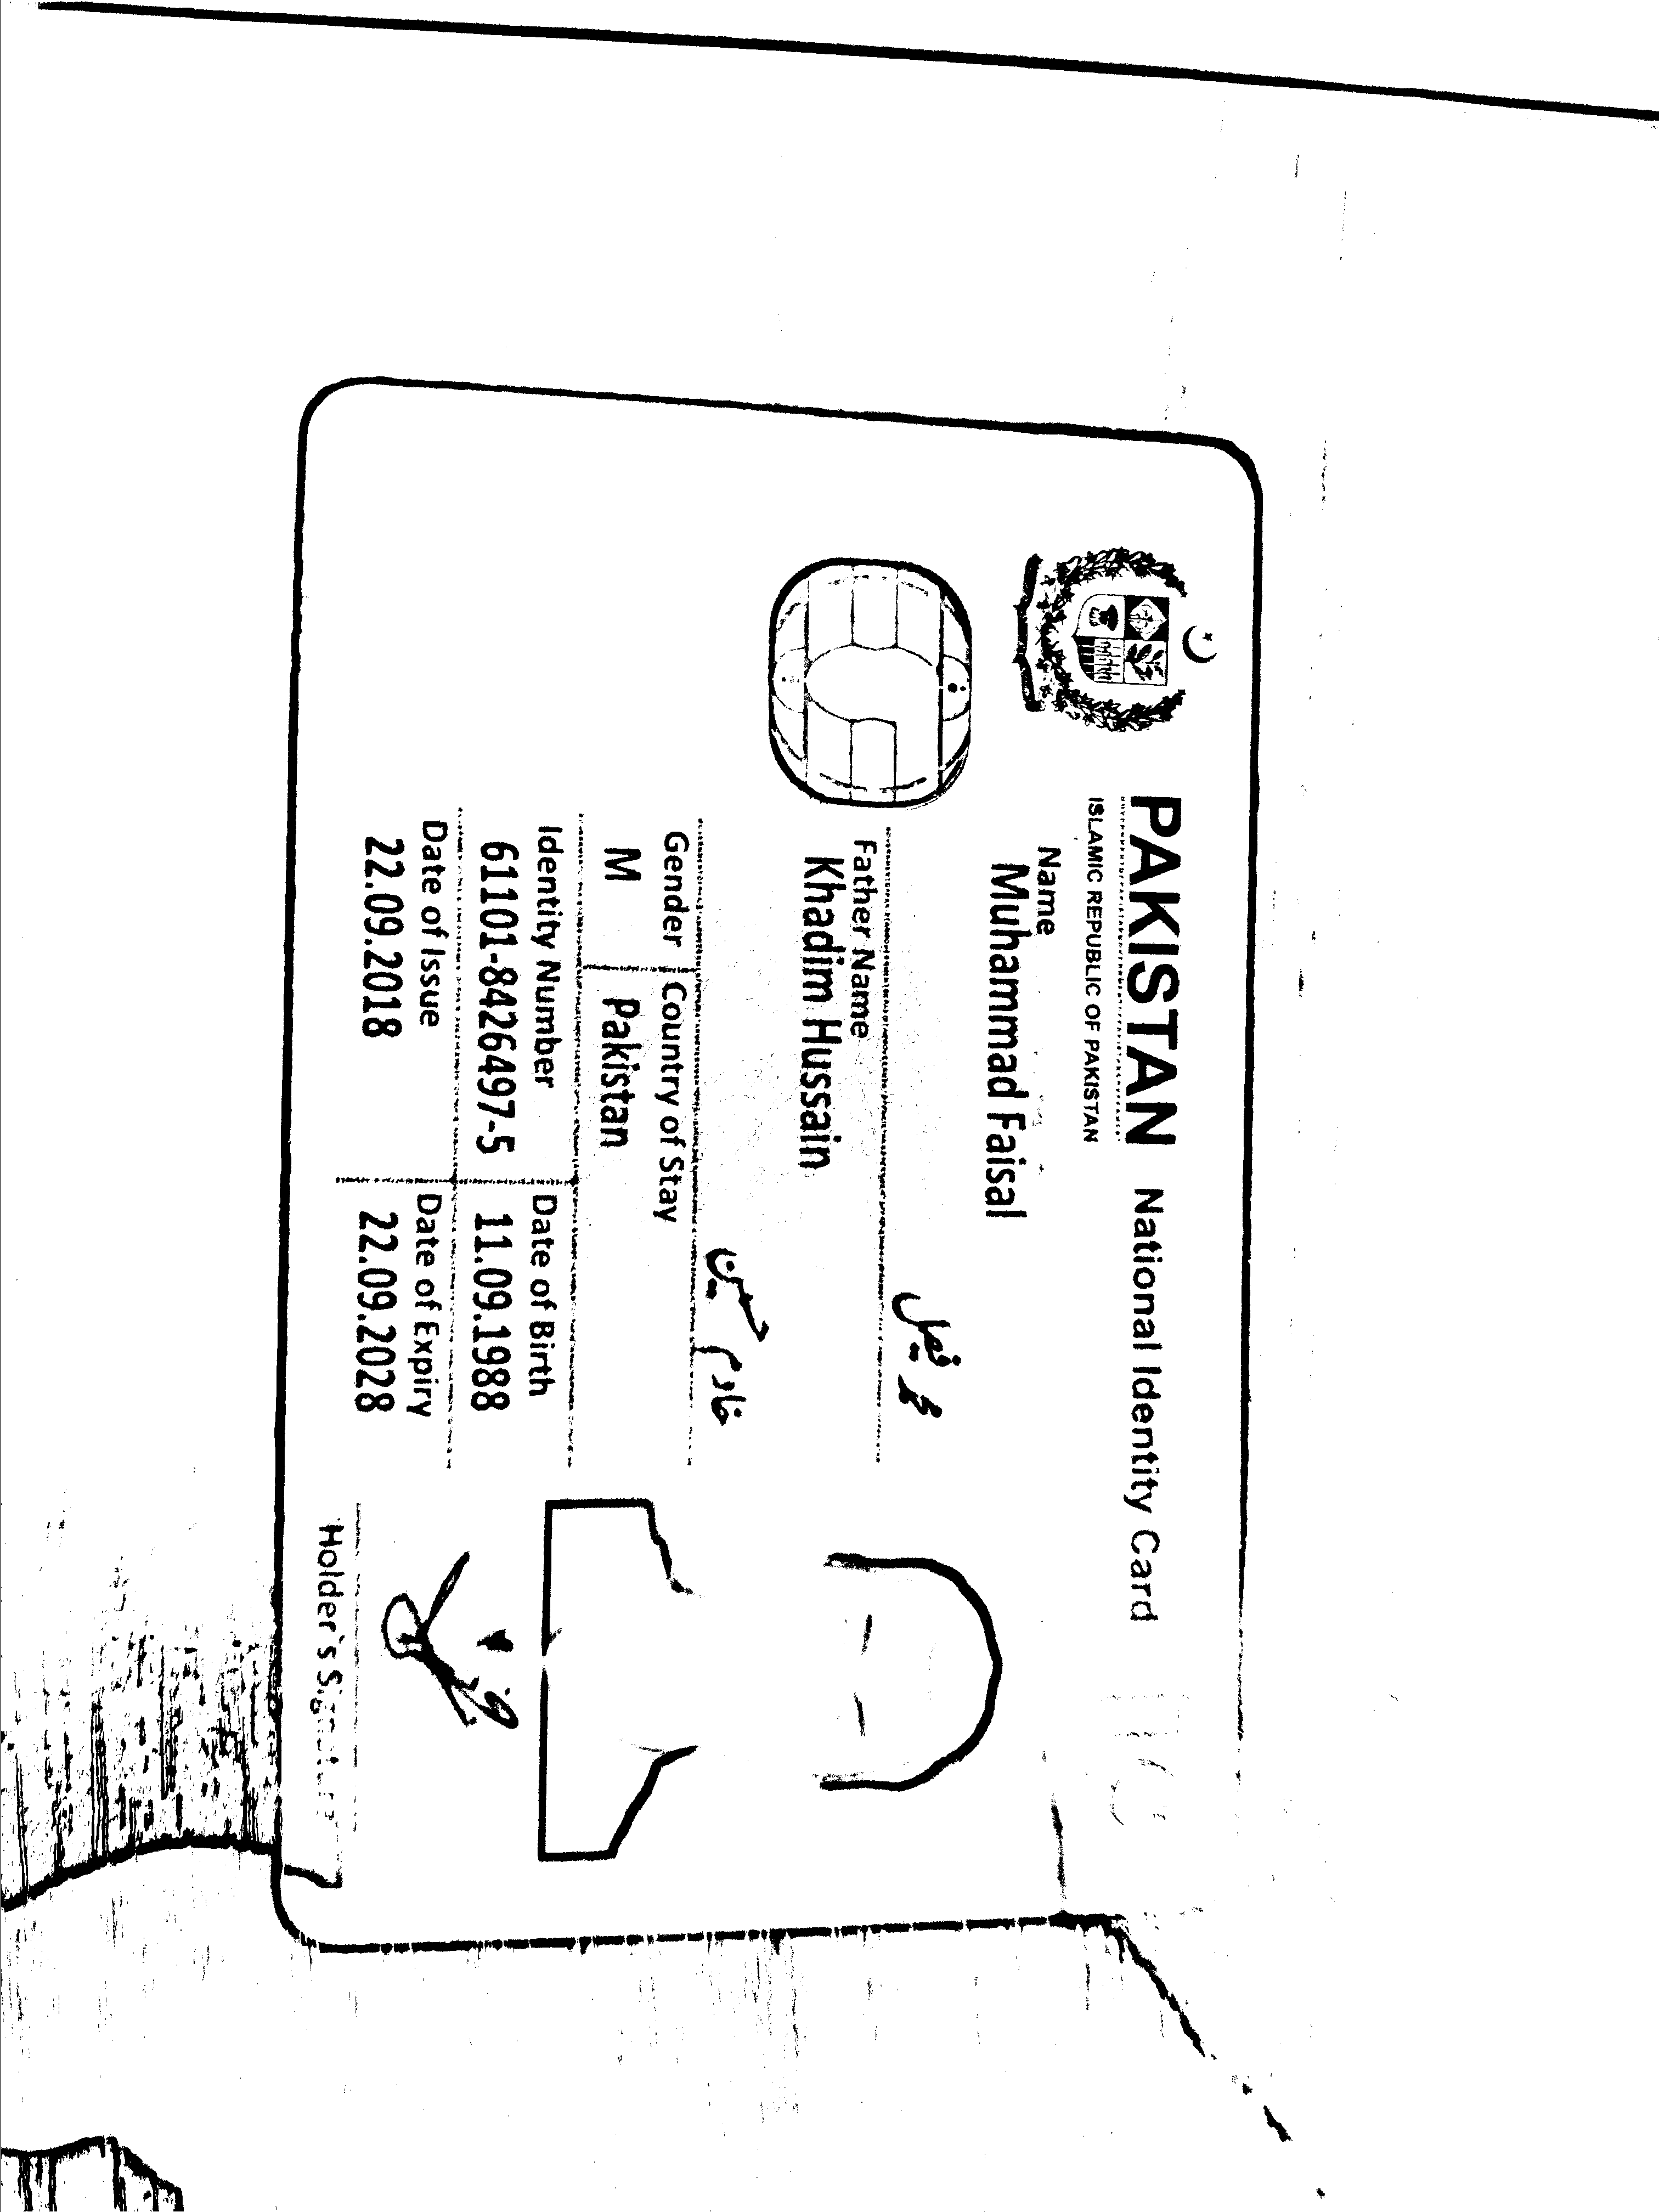 PAKISTAN National Identity Card
ISLAMIC REPUBLIC OF PAKISTAN
Name
Muhammad Faisal
محمد فیصل
Father Name
Khadim Hussain
خادم حسین
Gender Country of Stay
M Pakistan
Identity Number Date of Birth
61101-8426497-5 11.09.1988
Date of Issue Date of Expiry
22.09.2018 22.09.2028
Holder's Signature